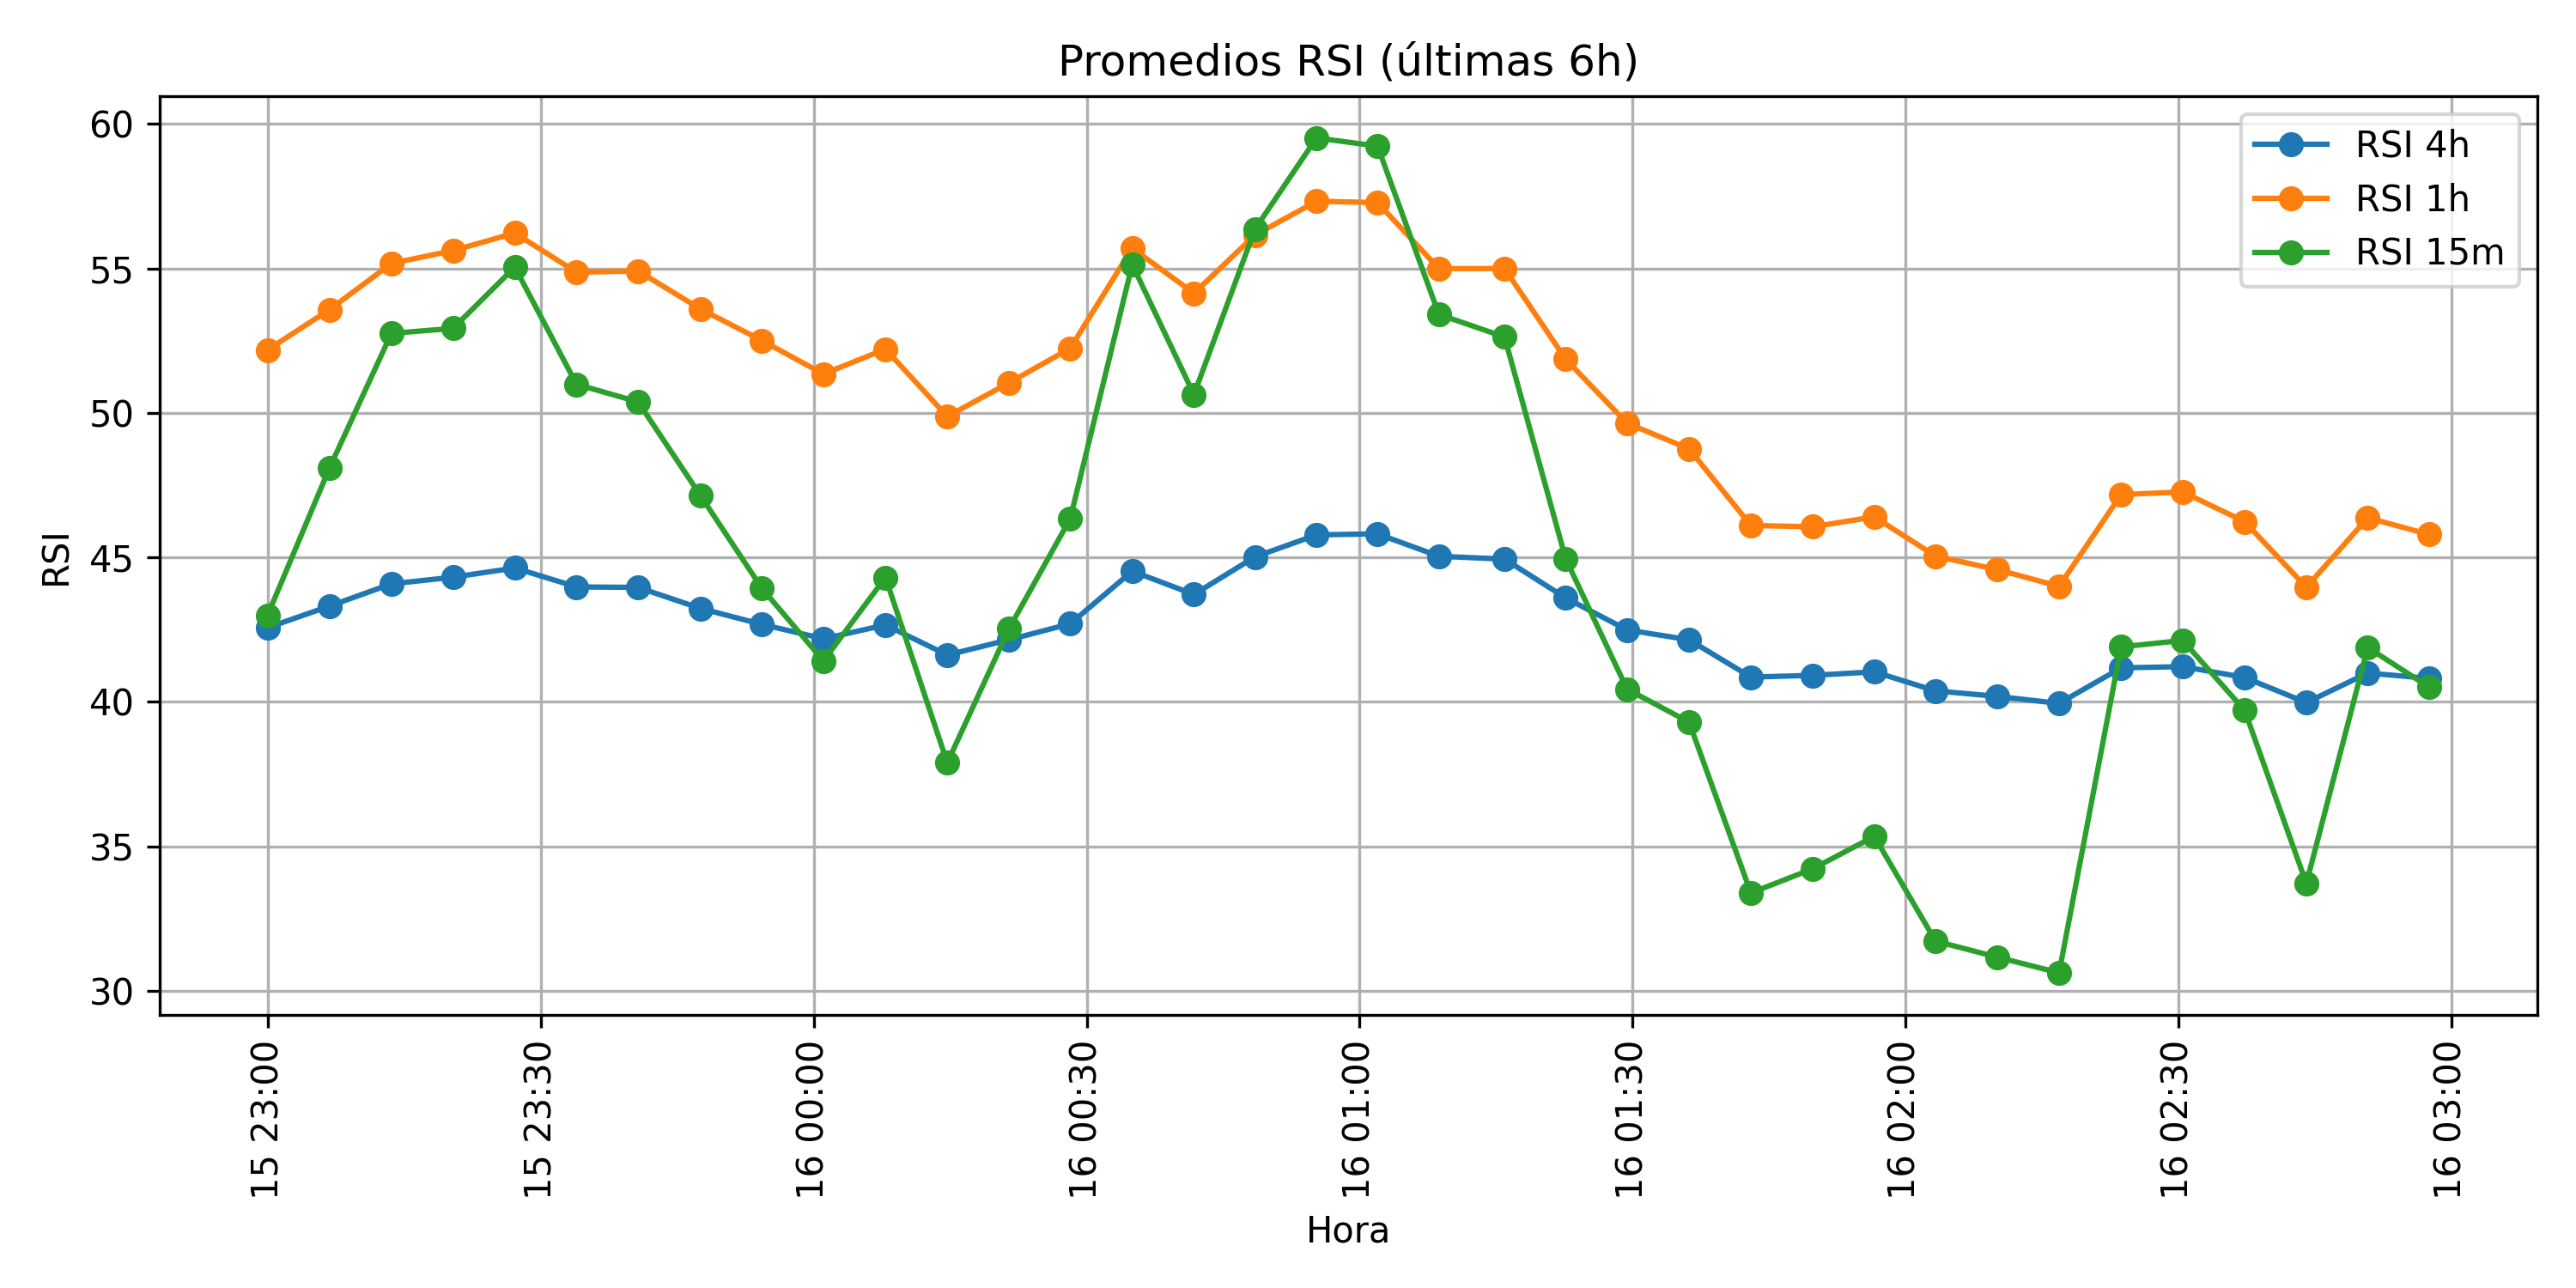 Promedios RSI (últimas 6h)
RSI 4h
RSI 1h
RSI 15m
60
55
50
45
40
35
30
RSI
15 23:00
15 23:30
16 00:00
16 00:30
16 01:00
16 01:30
16 02:00
16 02:30
16 03:00
Hora